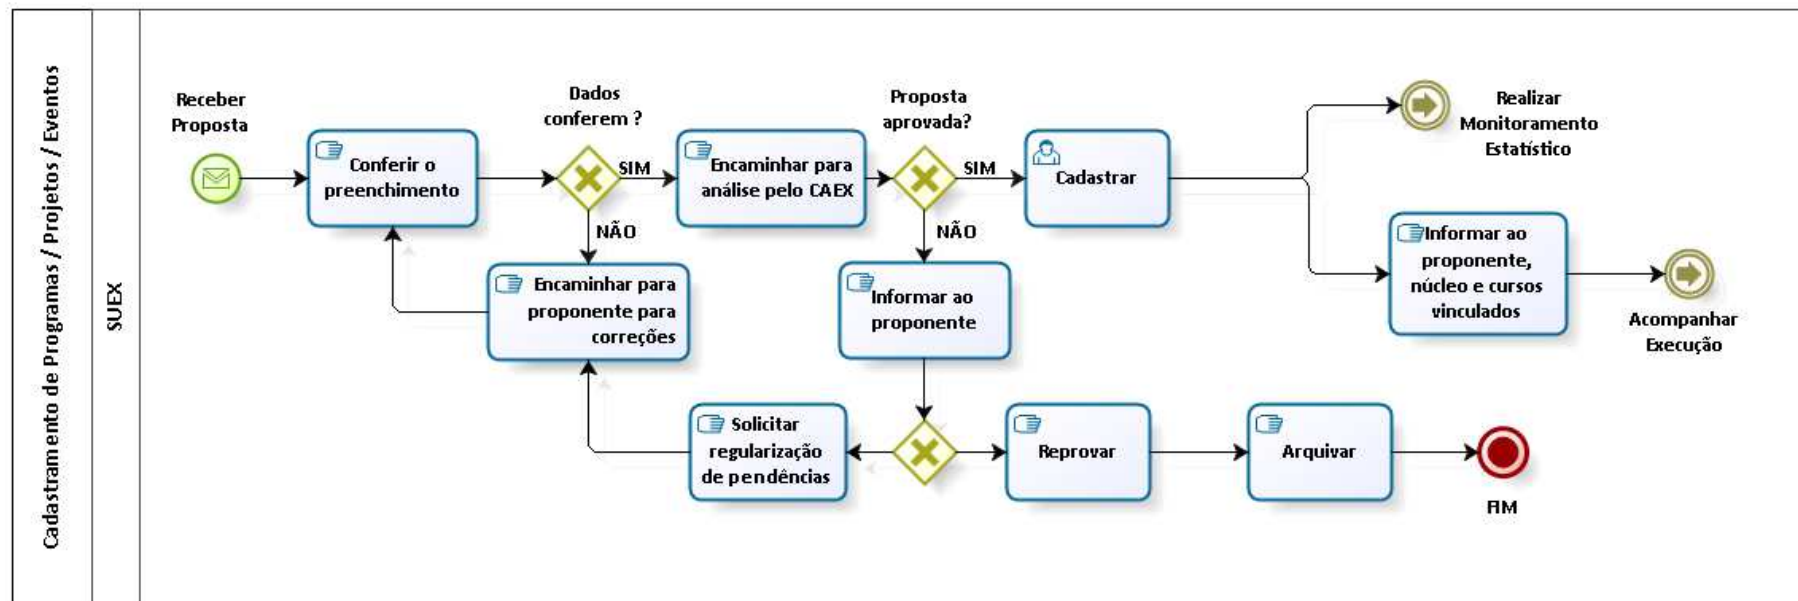 Cadastramento de Programas / Projetos / Eventos
SUEX
Receber
Proposta
Conferir o
preenchimento
Dados
conferem ?
SIM
NÃO
Encaminhar para
análise pelo CAEX
Proposta
aprovada?
SIM
NÃO
Cadastrar
Realizar
Monitoramento
Estatístico
Informar ao
proponente,
núcleo e cursos
vinculados
Acompanhar
Execução
Encaminhar para
proponente para
correções
Informar ao
proponente
Solicitar
regularização
de pendências
Reprovar
Arquivar
FIM